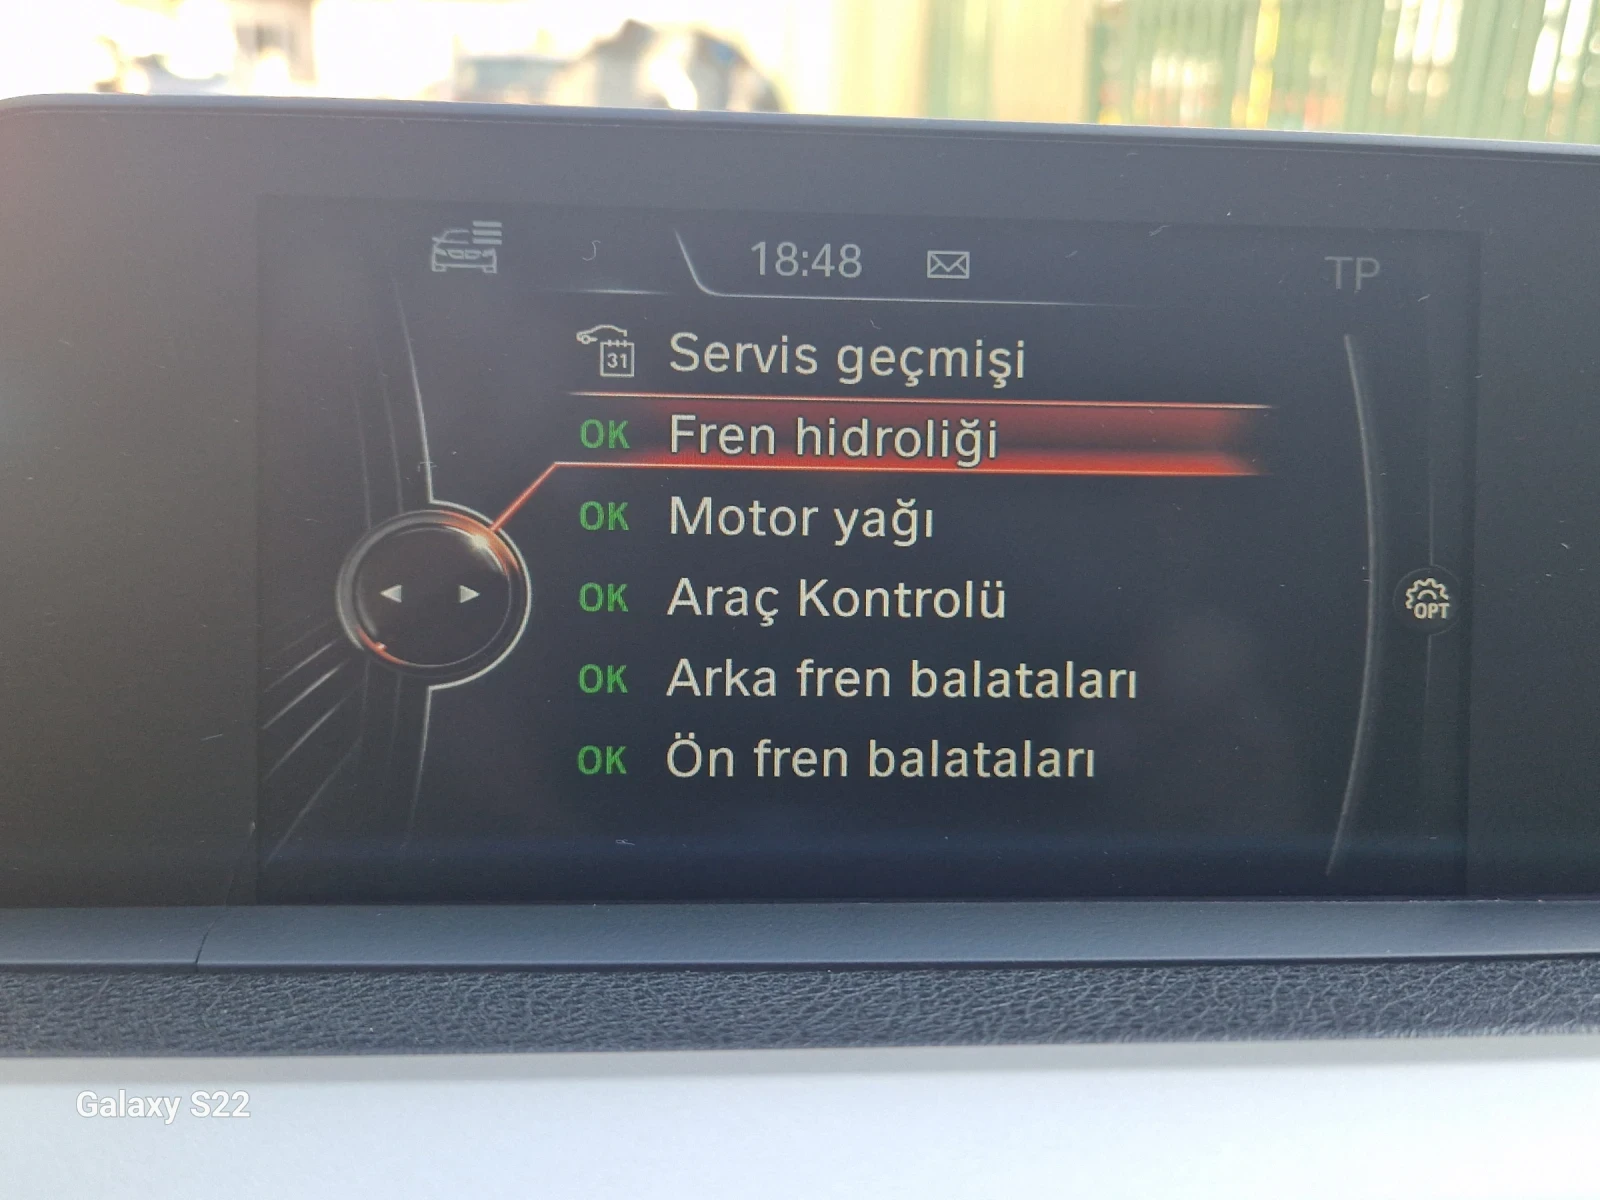 18:48
TP
31
Servis geçmişi
OK Fren hidroliği
OK Motor yağı
OK Araç Kontrolü
OPT
OK Arka fren balataları
OK Ön fren balataları
Galaxy S22